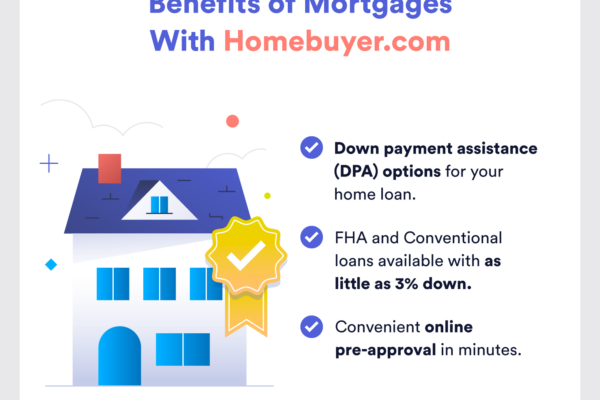 Benefits of Mortgages
With Homebuyer.com
Down payment assistance
(DPA) options for your
home loan.
FHA and Conventional
loans available with as
little as 3% down.
Convenient online
pre-approval in minutes.